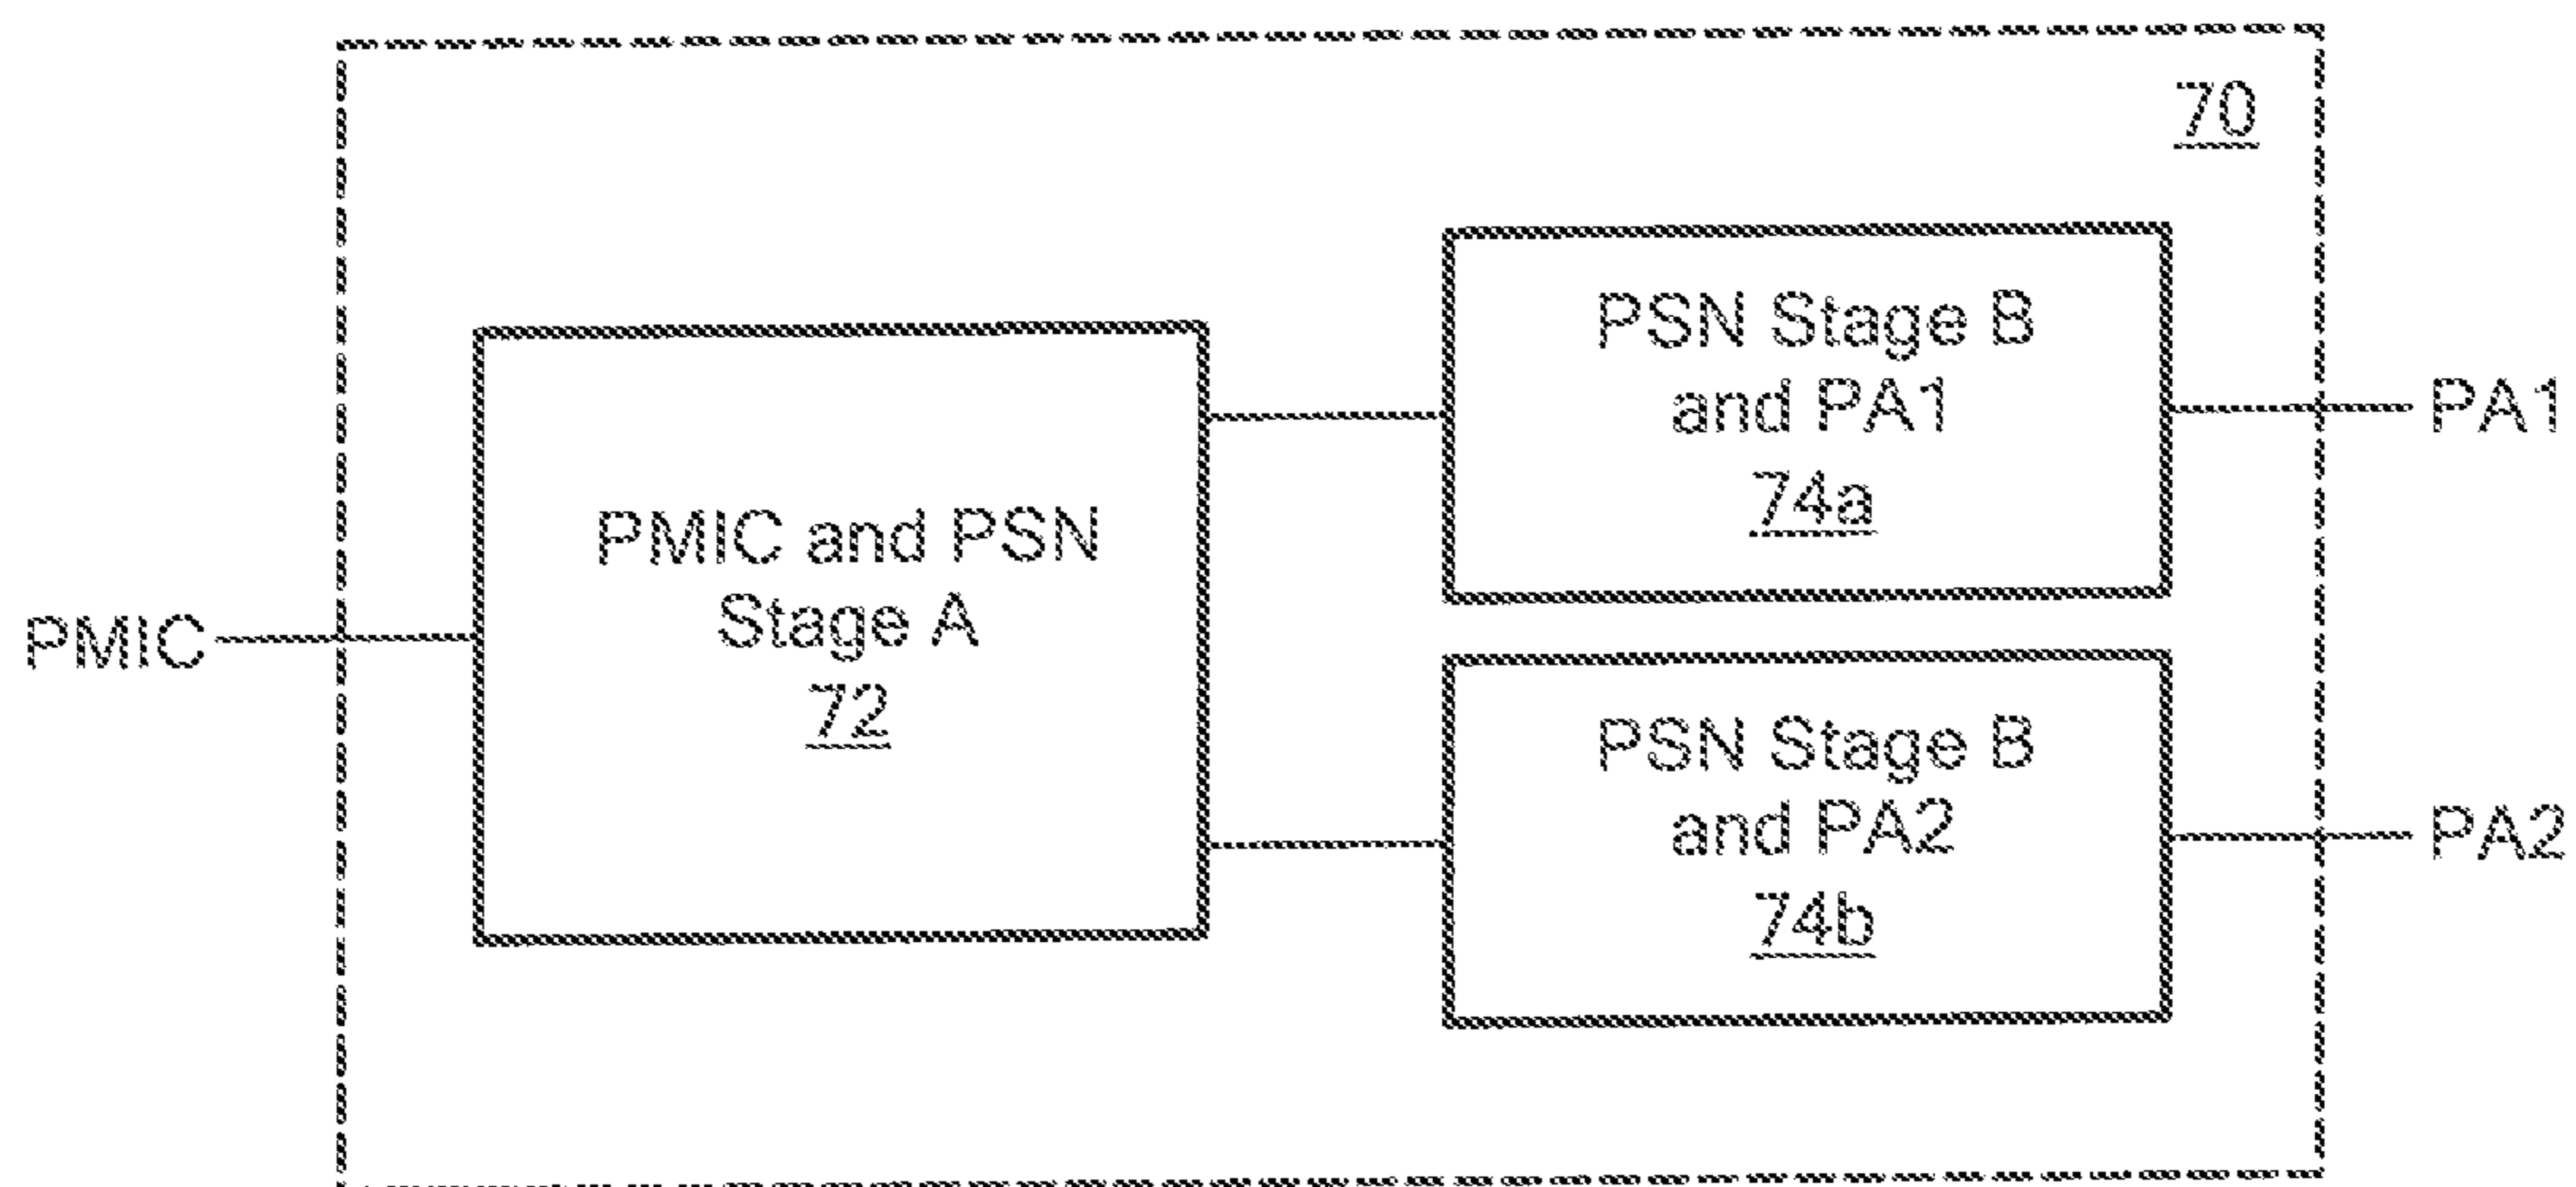 70
PMIC
PMIC and PSN
Stage A
72
PSN Stage B
and PA1
74a
PA1
PSN Stage B
and PA2
74b
PA2